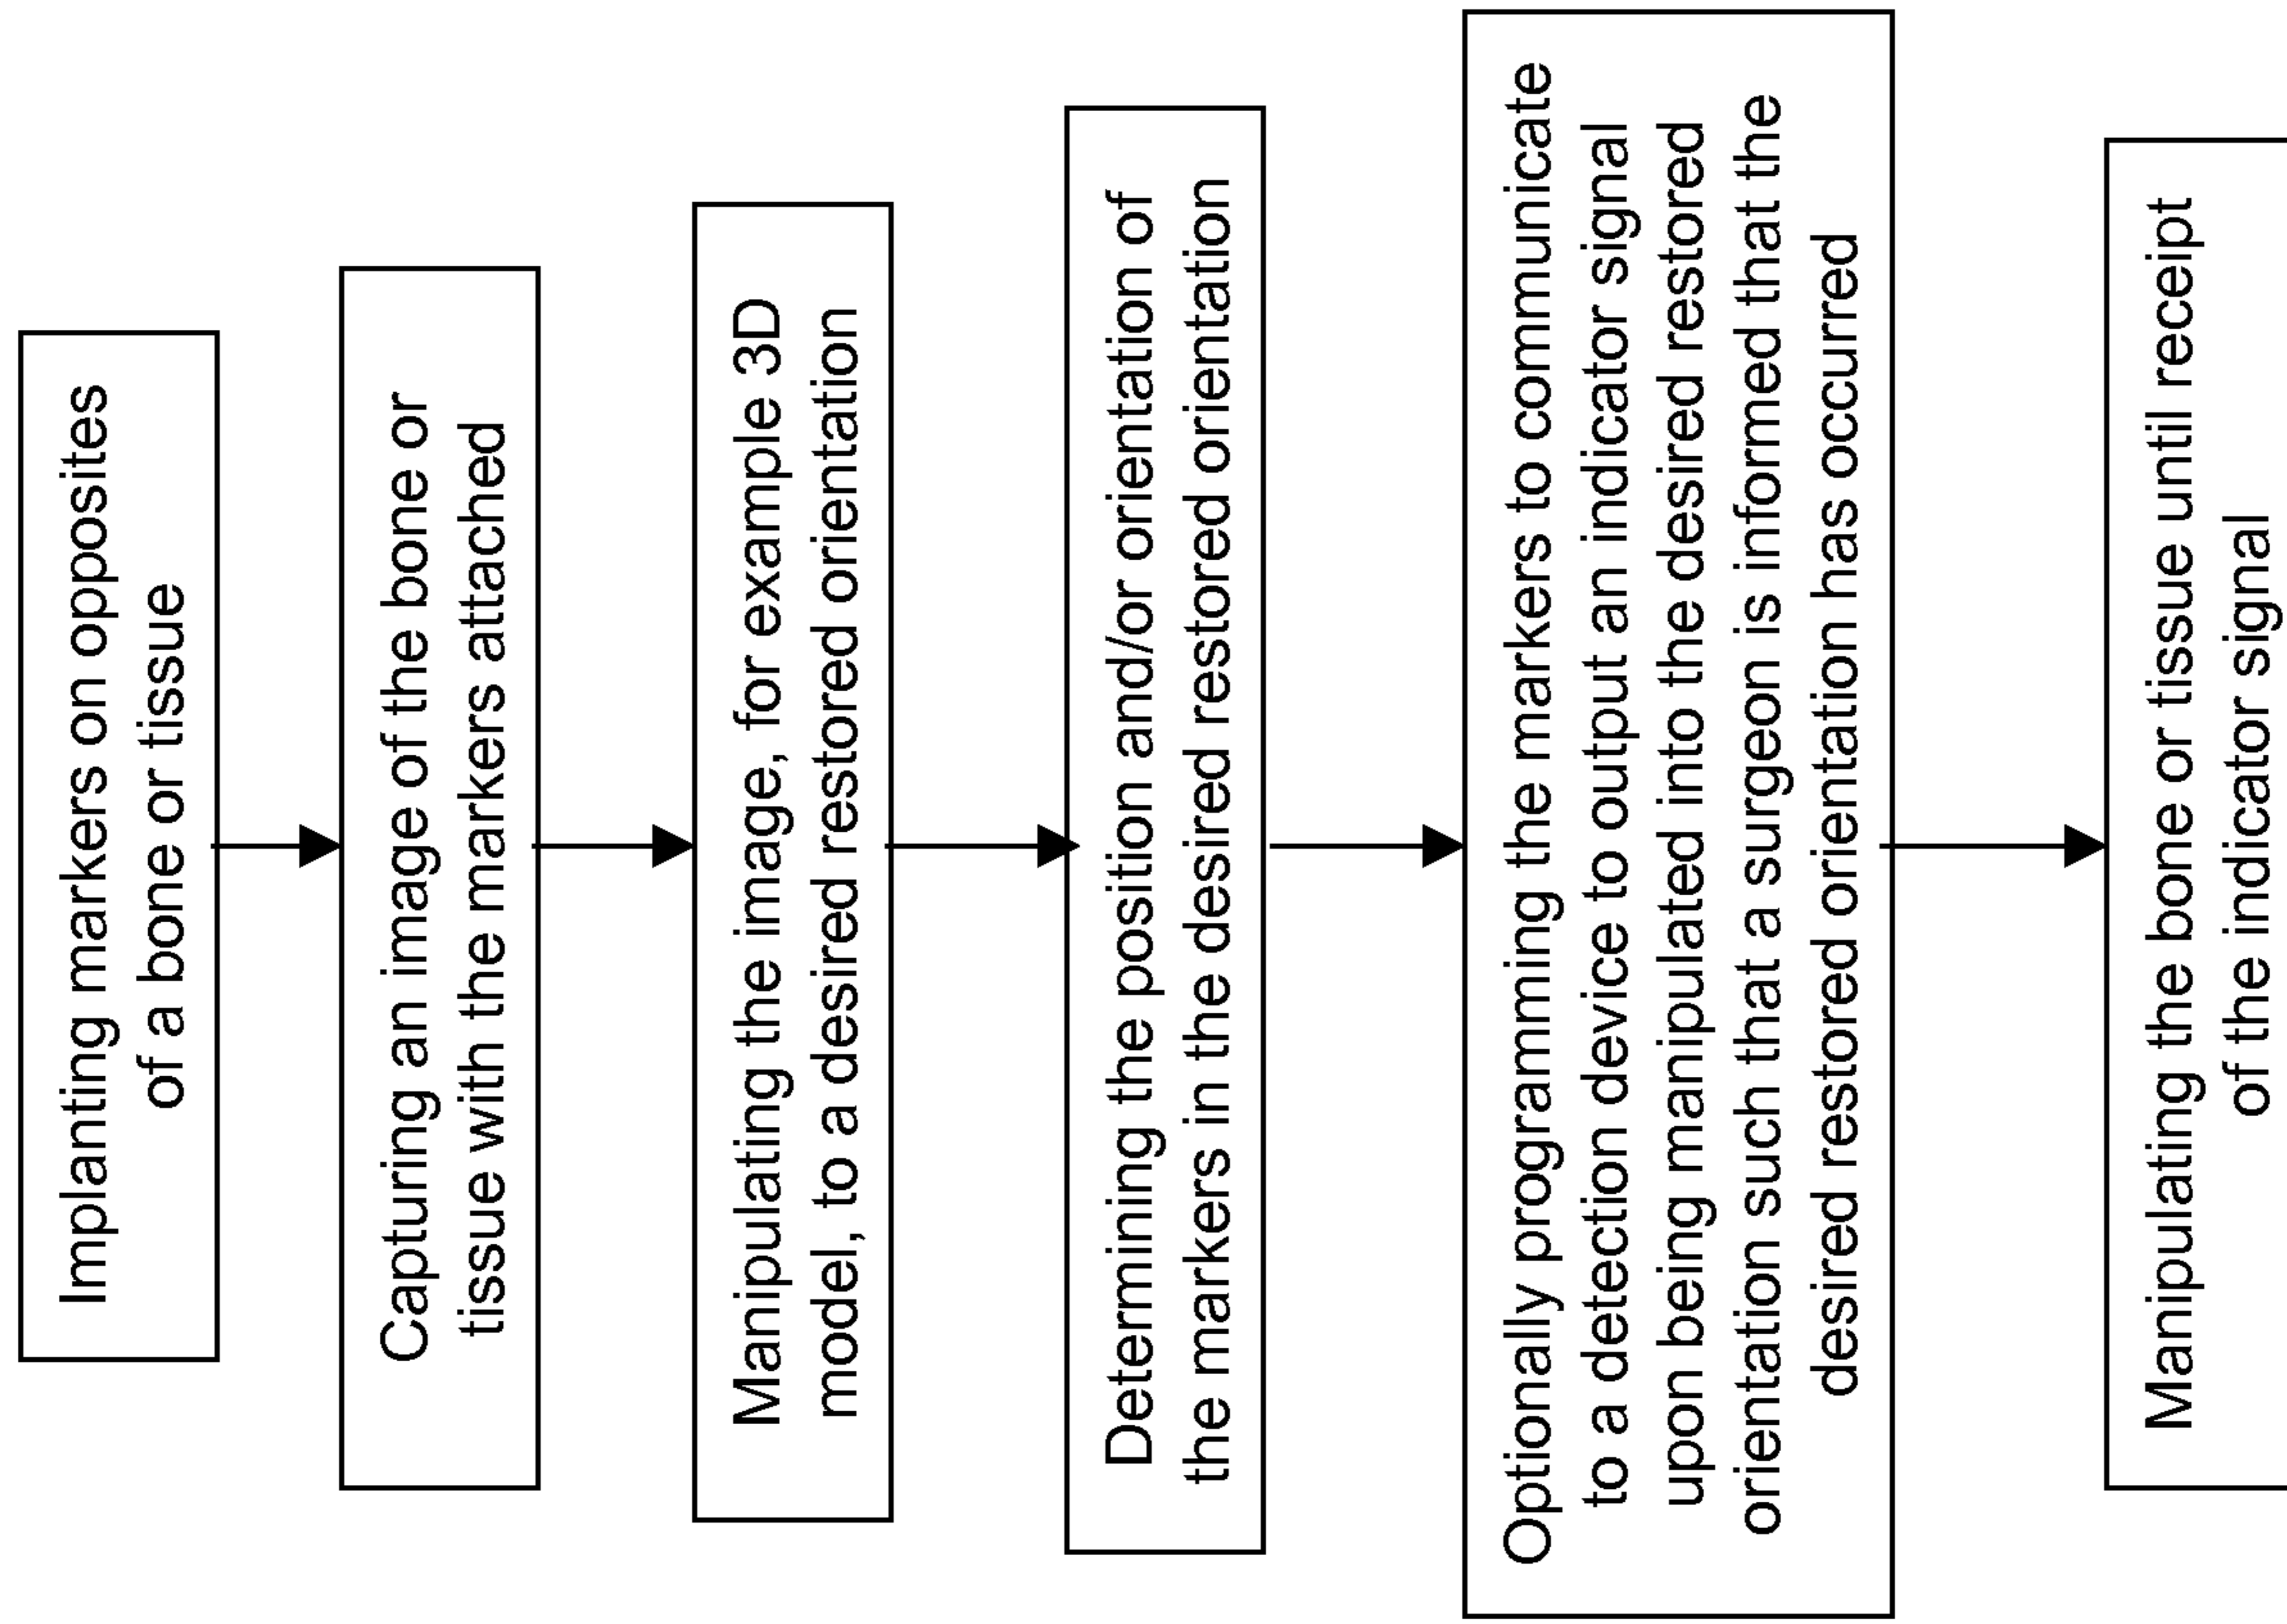 Implanting markers on opposites
of a bone or tissue
Capturing an image of the bone or
tissue with the markers attached
Manipulating the image, for example 3D
model, to a desired restored orientation
Determining the position and/or orientation of
the markers in the desired restored orientation
Optionally programming the markers to communicate
to a detection device to output an indicator signal
upon being manipulated into the desired restored
orientation such that a surgeon is informed that the
desired restored orientation has occurred
Manipulating the bone or tissue until receipt
of the indicator signal